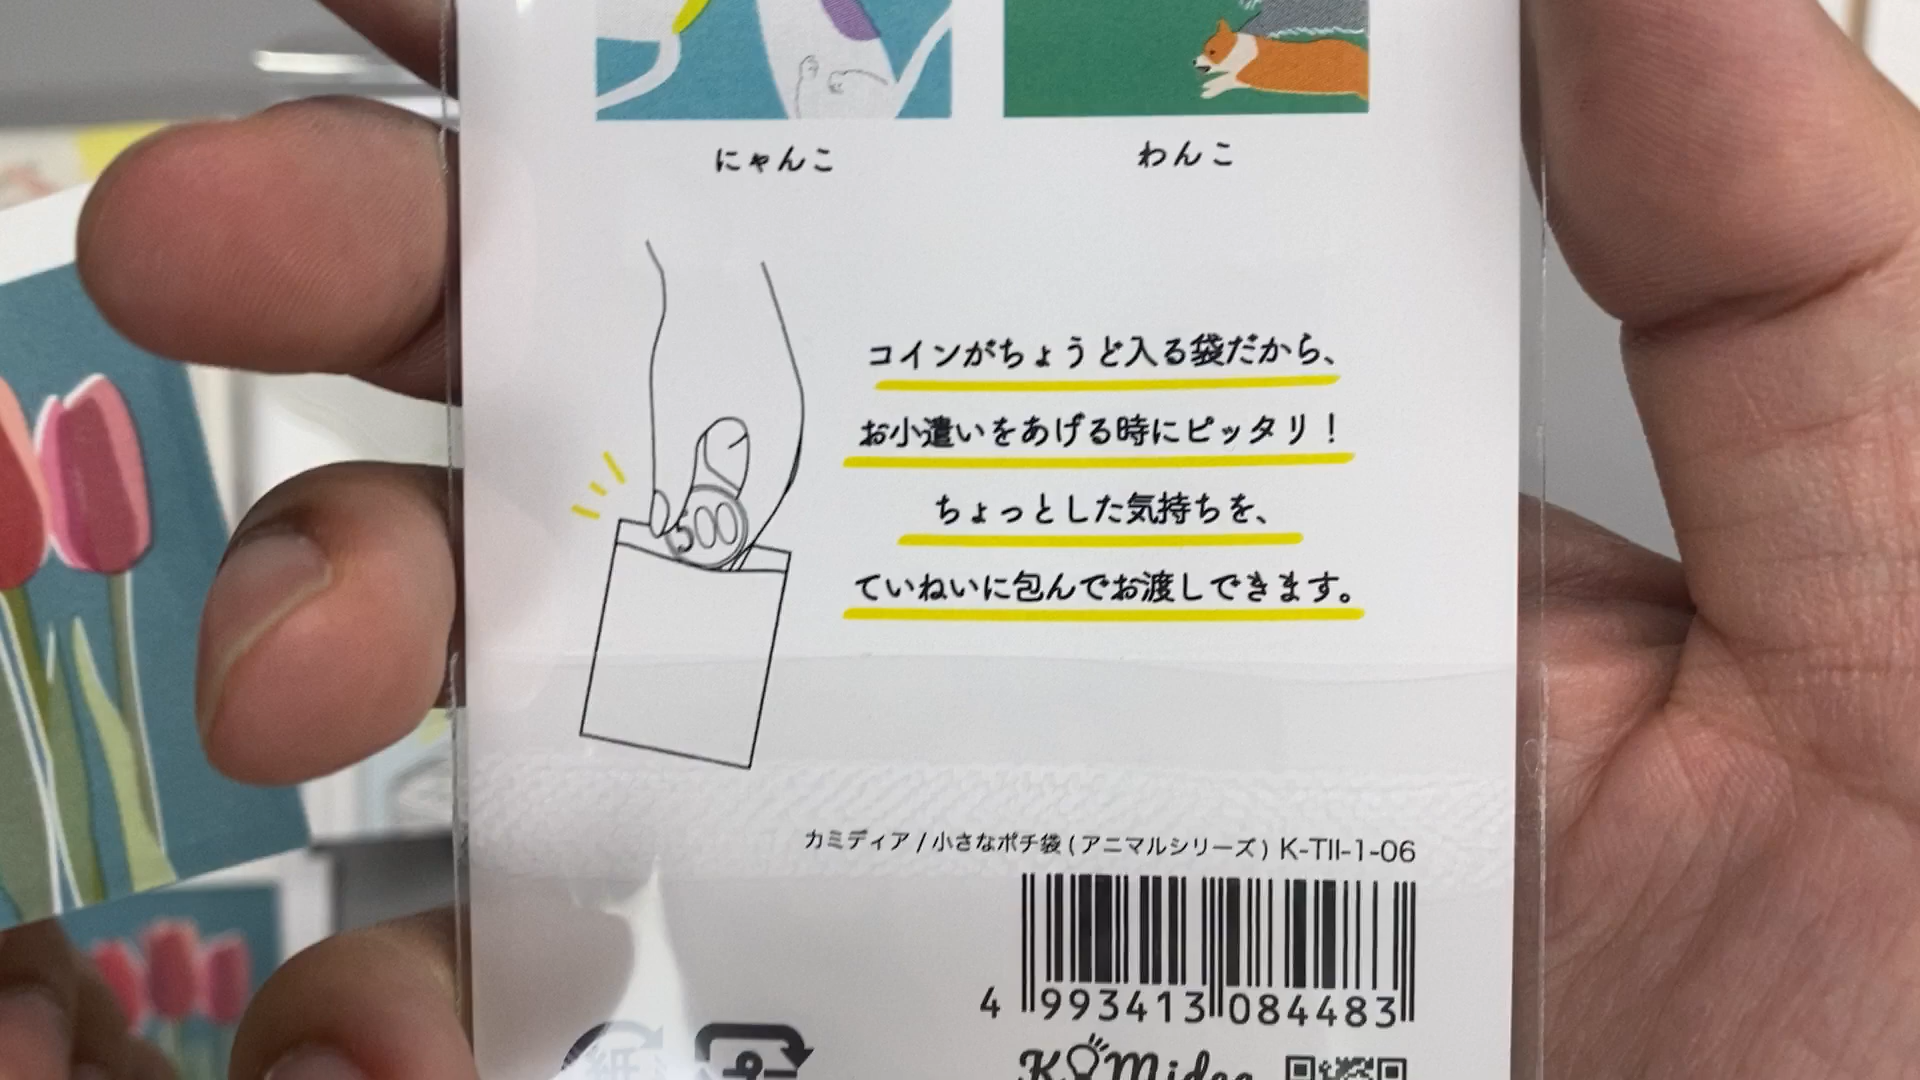 にゃんこ
わんこ
コインがちょうど入る袋だから、
お小遣いをあげる時にピッタリ！
ちょっとした気持ちを、
ていねいに包んでお渡しできます。
500
カミディア / 小さなポチ袋 ( アニマルシリーズ ) K-TII-1-06
4 993413 084483
紙
Kamidea